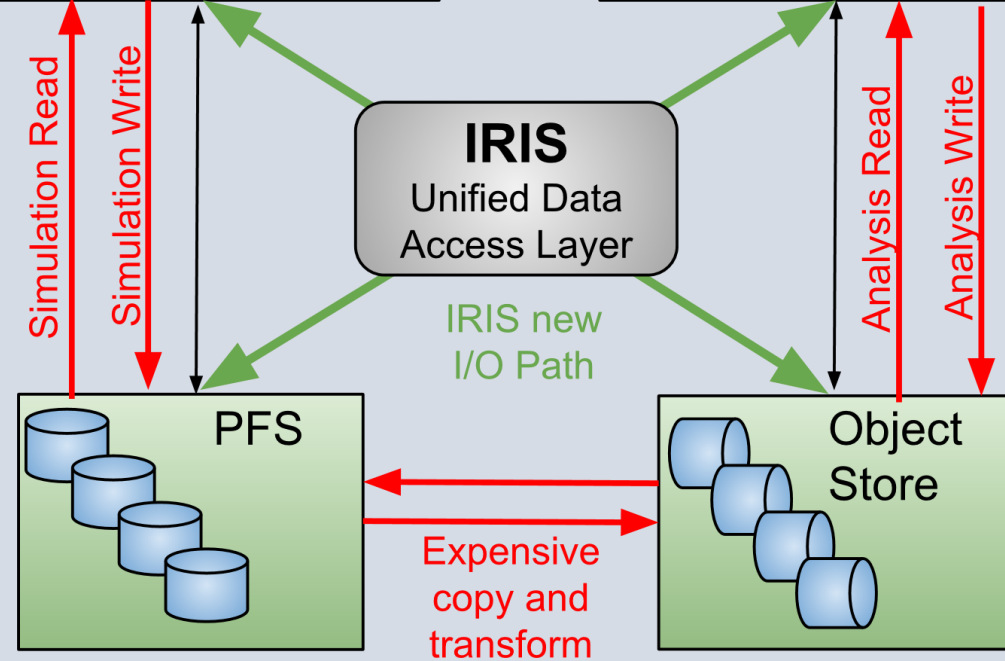 Simulation Read
Simulation Write
IRIS
Unified Data
Access Layer
Analysis Read
Analysis Write
IRIS new
I/O Path
PFS
Object
Store
Expensive
copy and
transform